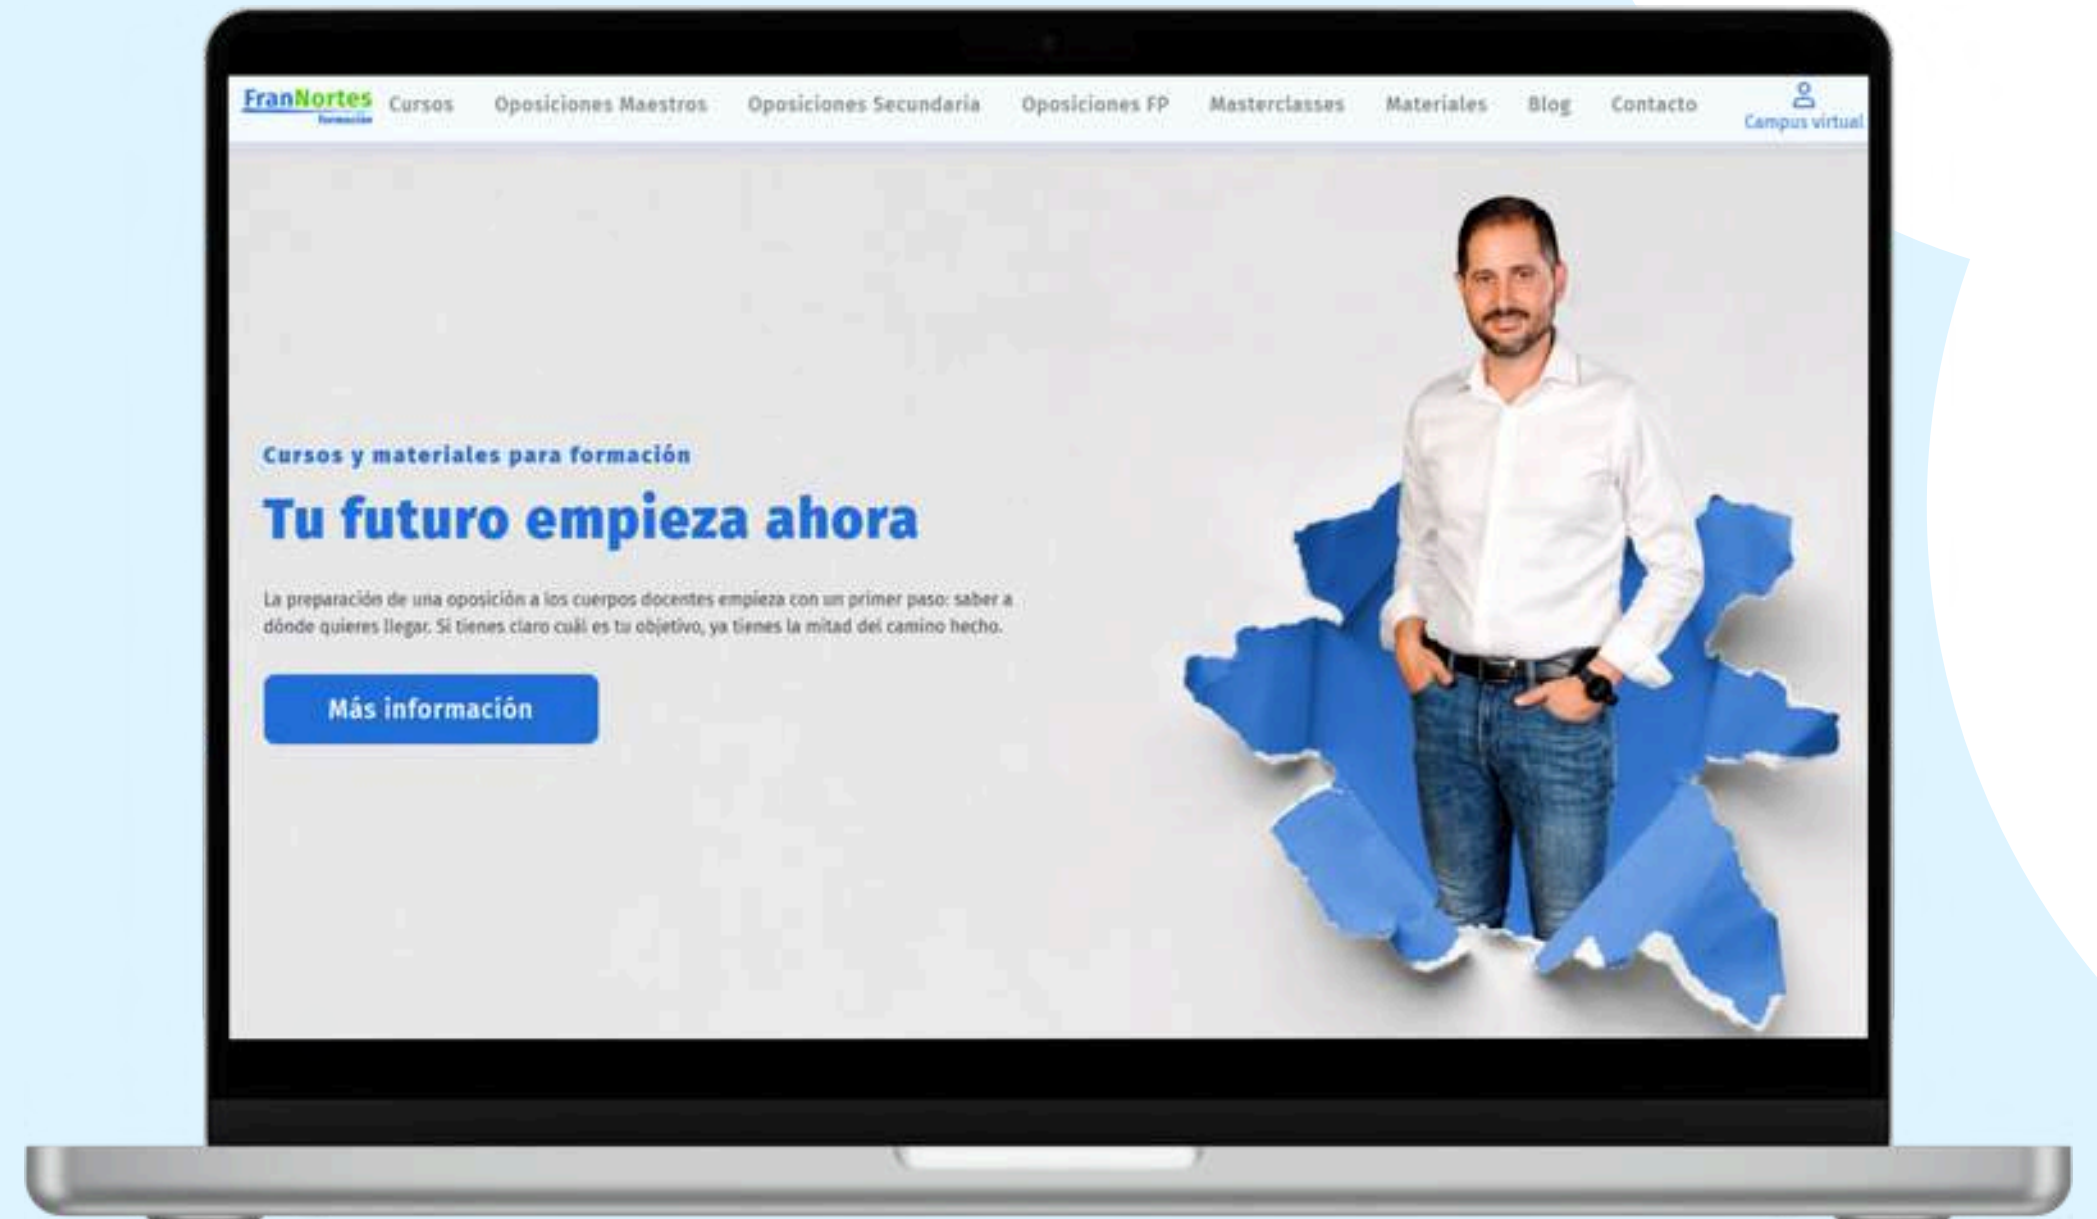 FranNortes
formación
Cursos
Oposiciones Maestros
Oposiciones Secundaria
Oposiciones FP
Masterclasses
Materiales
Blog
Contacto
Campus virtual
Cursos y materiales para formación
Tu futuro empieza ahora
La preparación de una oposición a los cuerpos docentes empieza con un primer paso: saber a
dónde quieres llegar. Si tienes claro cuál es tu objetivo, ya tienes la mitad del camino hecho.
Más información